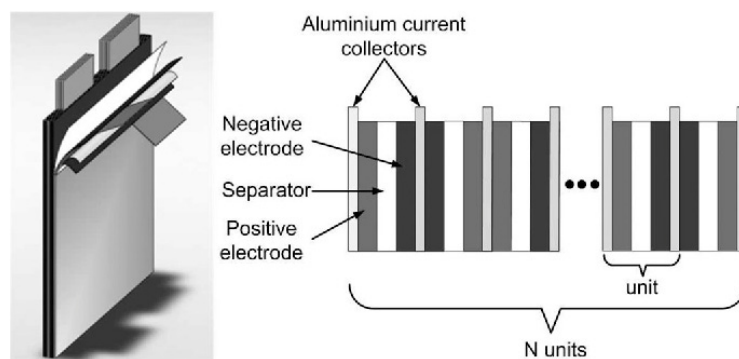 Aluminium current
collectors
Negative
electrode
Separator
Positive
electrode
unit
N units